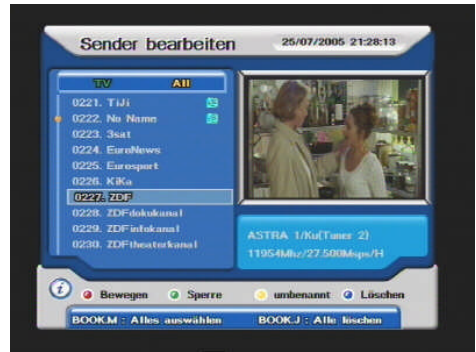 Sender bearbeiten
25/07/2005 21:28:13
TV All
0221. TiJi
0222. No Name
0223. 3sat
0224. EuroNews
0225. Eurosport
0226. KiKa
0227. ZDF
0228. ZDFdokukanal
0229. ZDFinfokanal
0230. ZDFtheaterkanal
ASTRA 1/Ku(Tuner 2)
11954Mhz/27.500Msps/H
i Bewegen Sperre umbenannt Löschen
BOOK.M : Alles auswählen BOOK.J : Alle löschen